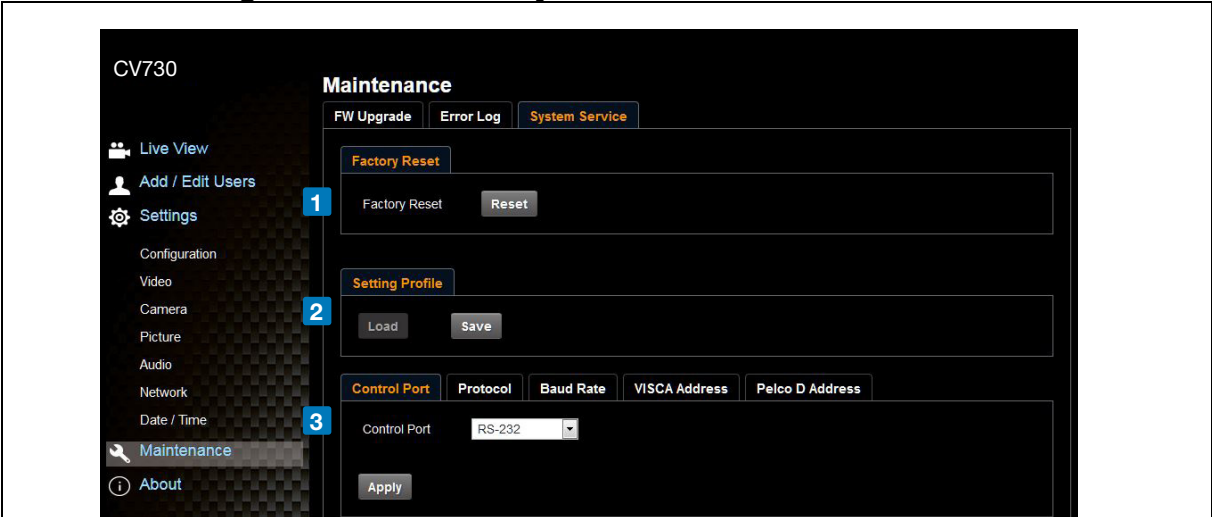 CV730
Maintenance
FW Upgrade Error Log System Service
Live View
Add / Edit Users
Settings
Configuration
Video
Camera
Picture
Audio
Network
Date / Time
Maintenance
About
Factory Reset
1 Factory Reset Reset
Setting Profile
2 Load Save
Control Port Protocol Baud Rate VISCA Address Pelco D Address
3 Control Port RS-232
Apply